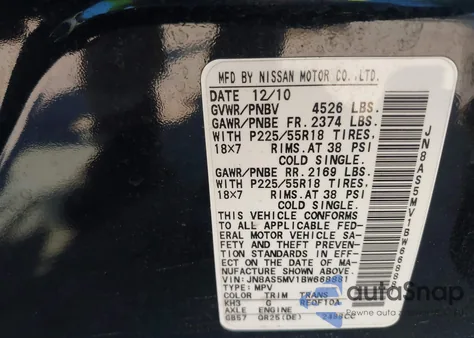 MFD BY NISSAN MOTOR CO.,LTD.
DATE 12/10
GVWR/PNBV 4526 LBS.
GAWR/PNBE FR. 2374 LBS.
WITH P225/55R18 TIRES,
18×7 RIMS. AT 38 PSI
COLD SINGLE.
GAWR/PNBE RR. 2169 LBS.
WITH P225/55R18 TIRES,
18×7 RIMS. AT 38 PSI
COLD SINGLE.
THIS VEHICLE CONFORMS
TO ALL APPLICABLE FED-
ERAL MOTOR VEHICLE SA-
FETY AND THEFT PREVENTION
STANDARDS IN EFFECT
ON THE DATE OF MA-
NUFACTURE SHOWN ABOVE.
TYPE: MPV
COLOR TRIM TRANS
KH3 G RE0F10A
AXLE ENGINE
GB57 QR25(DE) 2488CC
autoSnap